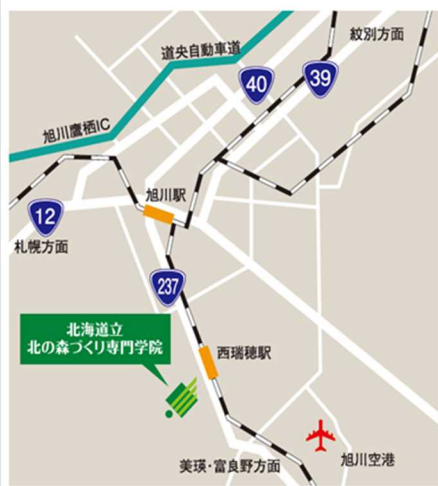 紋別方面
道央自動車道
40
39
旭川鷹栖IC
旭川駅
12
札幌方面
237
北海道立
北の森づくり専門学院
西瑞穂駅
旭川空港
美瑛・富良野方面